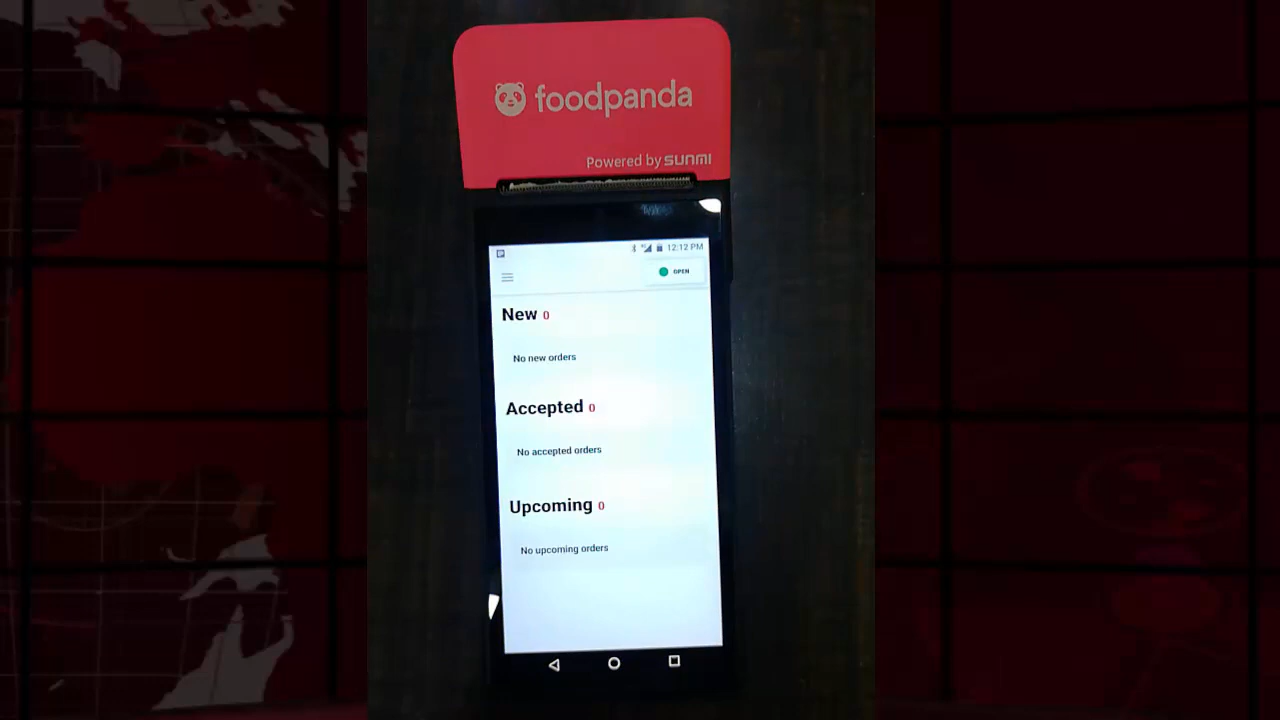 foodpanda
Powered by SUNMI
12:12 PM
OPEN
New 0
No new orders
Accepted 0
No accepted orders
Upcoming 0
No upcoming orders